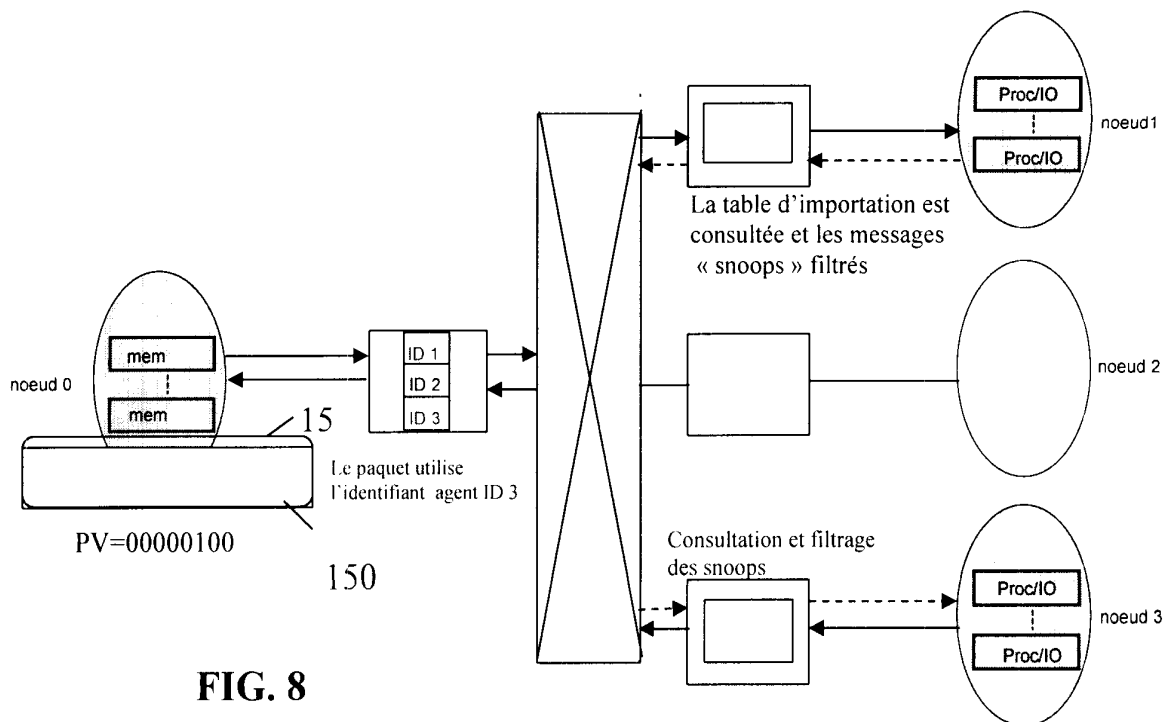 Proc/IO
Proc/IO
noeud1
La table d'importation est
consultée et les messages
« snoops » filtrés
mem
mem
noeud 0
ID 1
ID 2
ID 3
noeud 2
15
Le paquet utilise
l'identifiant agent ID 3
PV=00000100
150
Consultation et filtrage
des snoops
Proc/IO
Proc/IO
noeud 3
FIG. 8